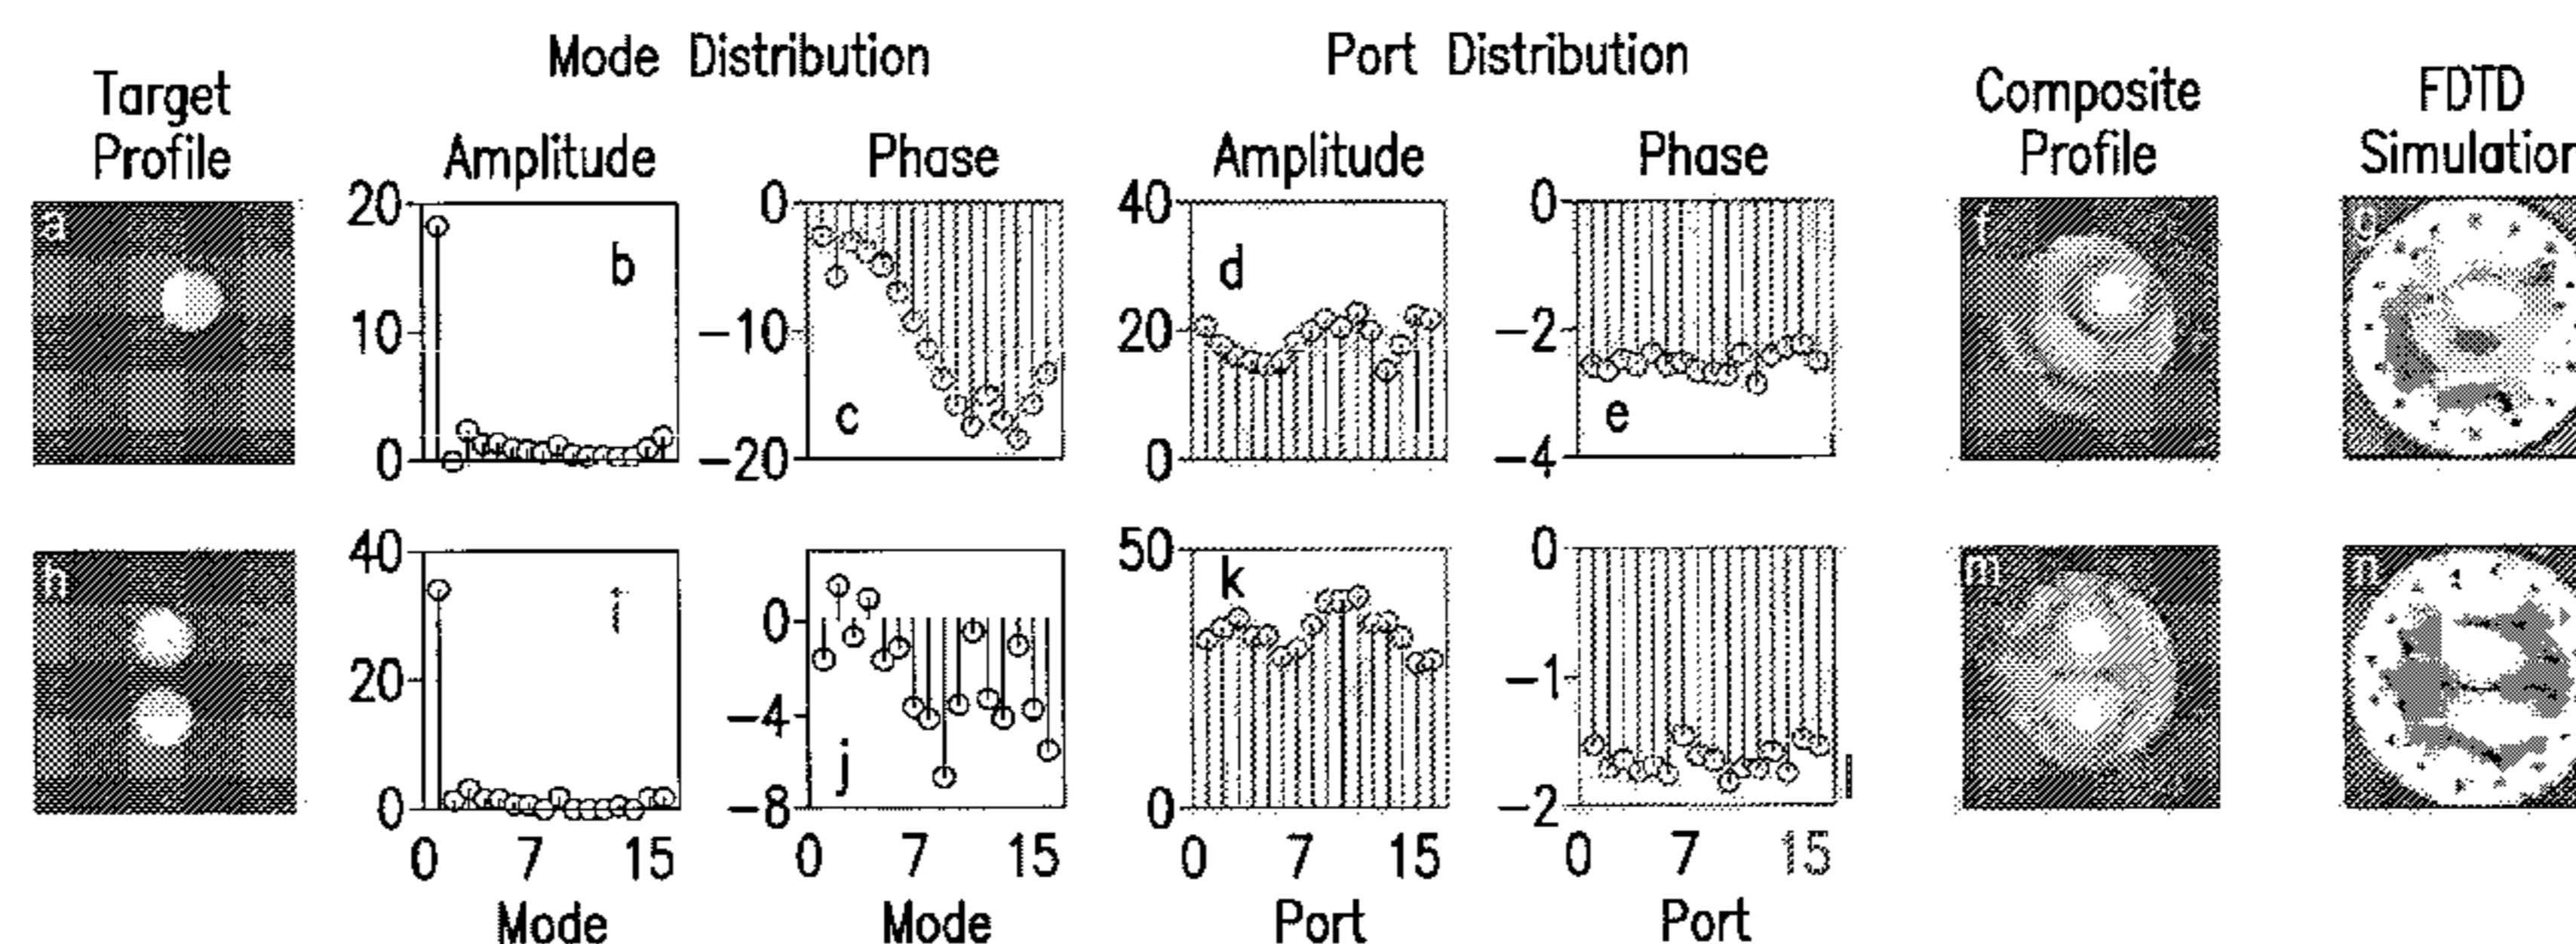 Mode Distribution
Port Distribution
Target
Profile
Amplitude
Phase
Amplitude
Phase
Composite
Profile
FDTD
Simulation
a
20
10
0
b
0
-10
-20
c
40
20
0
d
0
-2
-4
e
f
g
h
40
20
0
i
0
-4
-8
j
50
0
k
0
-1
-2
l
m
n
0 7 15
0 7 15
0 7 15
0 7 15
Mode
Mode
Port
Port